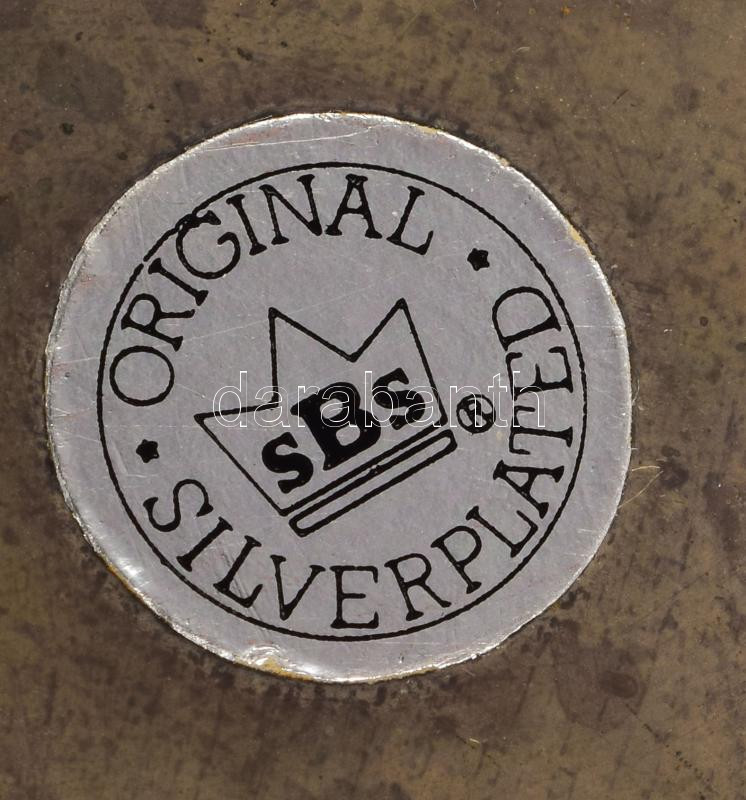 ORIGINAL
SBS ®
SILVERPLATED
darabanth